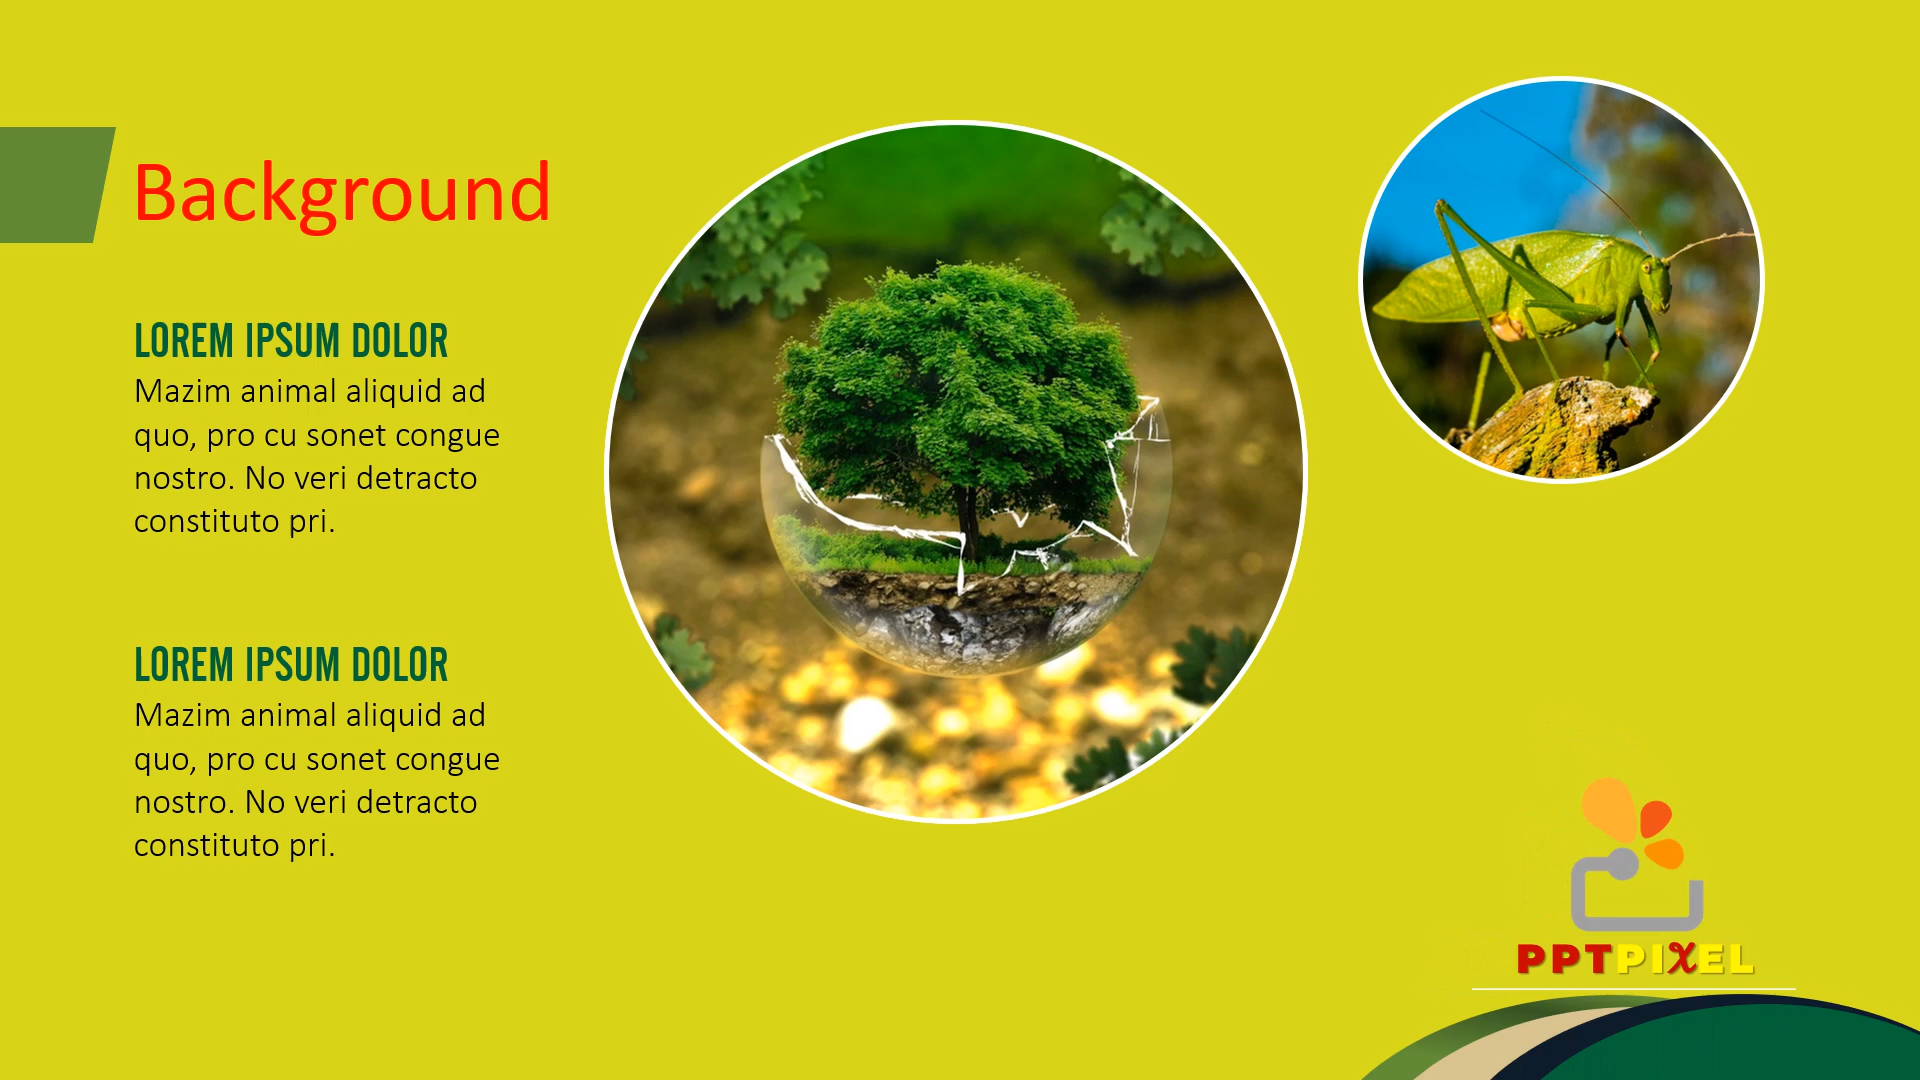 Background
LOREM IPSUM DOLOR
Mazim animal aliquid ad
quo, pro cu sonet congue
nostro. No veri detracto
constituto pri.
LOREM IPSUM DOLOR
Mazim animal aliquid ad
quo, pro cu sonet congue
nostro. No veri detracto
constituto pri.
PPTPIXEL